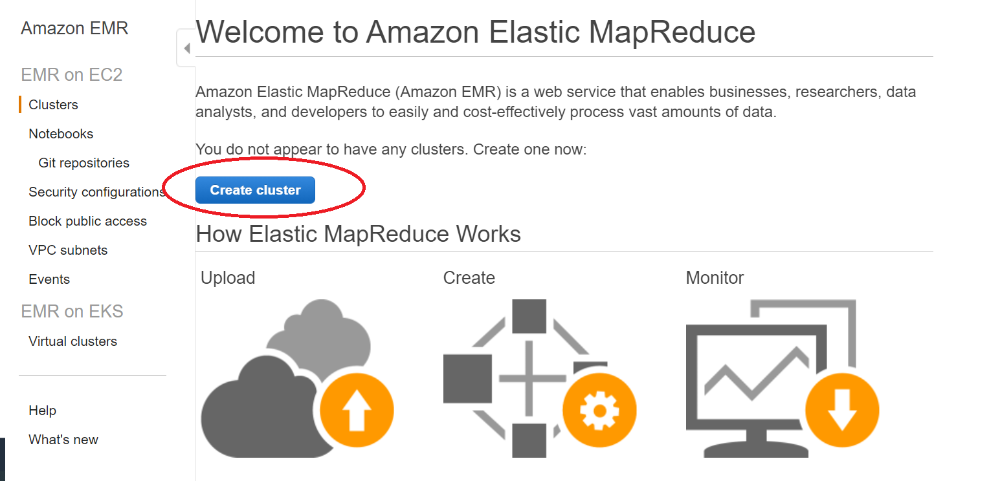 Amazon EMR
EMR on EC2
Clusters
Notebooks
Git repositories
Security configurations
Block public access
VPC subnets
Events
EMR on EKS
Virtual clusters
Help
What's new
Welcome to Amazon Elastic MapReduce
Amazon Elastic MapReduce (Amazon EMR) is a web service that enables businesses, researchers, data
analysts, and developers to easily and cost-effectively process vast amounts of data.
You do not appear to have any clusters. Create one now:
Create cluster
How Elastic MapReduce Works
Upload
Create
Monitor